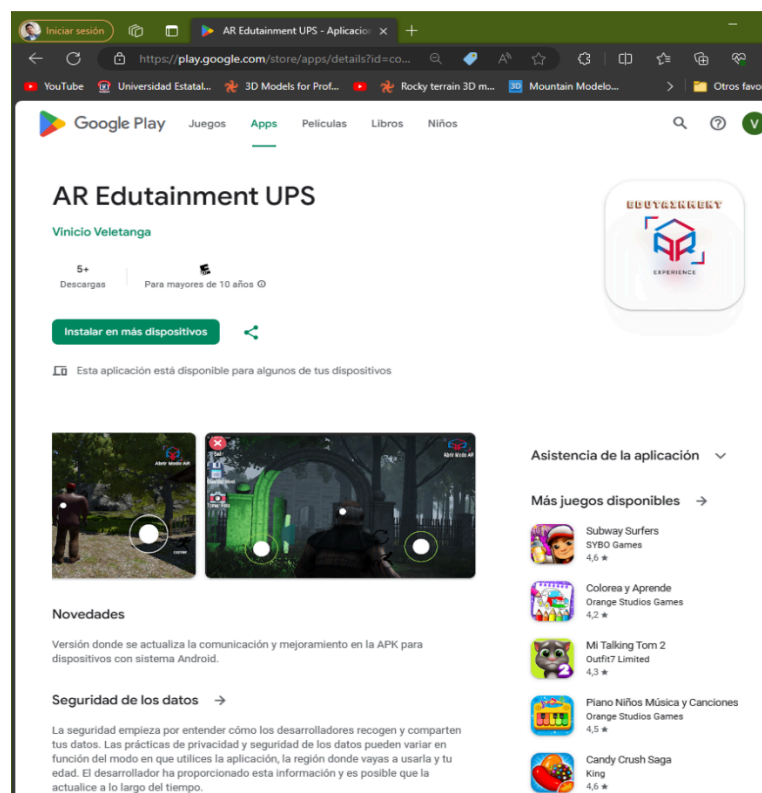 Iniciar sesión
AR Edutainment UPS - Aplicacion
https://play.google.com/store/apps/details?id=co...
YouTube
Universidad Estatal...
3D Models for Prof...
Rocky terrain 3D m...
3D
Mountain Modelo...
Otros favo
Google Play
Juegos
Apps
Películas
Libros
Niños
V
AR Edutainment UPS
Vinicio Veletanga
5+
Descargas
Para mayores de 10 años
EDUTAINMENT
AR
EXPERIENCE
Instalar en más dispositivos
Esta aplicación está disponible para algunos de tus dispositivos
Abrir Modo AR
Salir
Tomar Foto
Abrir Modo AR
Asistencia de la aplicación
Más juegos disponibles
Subway Surfers
SYBO Games
4,6 ★
Colorea y Aprende
Orange Studios Games
4,2 ★
Mi Talking Tom 2
Outfit7 Limited
4,3 ★
2
Piano Niños Música y Canciones
Orange Studios Games
4,5 ★
Candy Crush Saga
King
4,6 ★
Novedades
Versión donde se actualiza la comunicación y mejoramiento en la APK para
dispositivos con sistema Android.
Seguridad de los datos
La seguridad empieza por entender cómo los desarrolladores recogen y comparten
tus datos. Las prácticas de privacidad y seguridad de los datos pueden variar en
función del modo en que utilices la aplicación, la región donde vayas a usarla y tu
edad. El desarrollador ha proporcionado esta información y es posible que la
actualice a lo largo del tiempo.